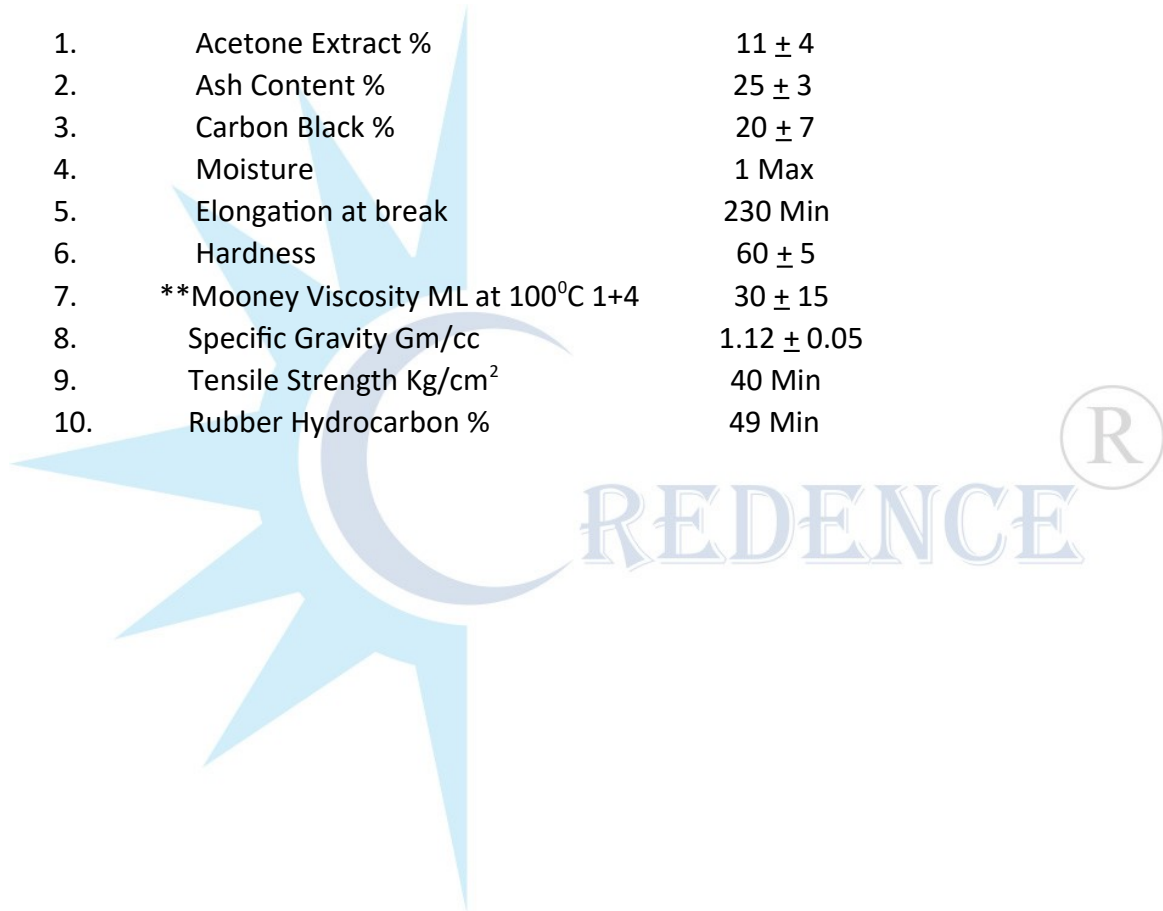 1. Acetone Extract % 11 ± 4
2. Ash Content % 25 ± 3
3. Carbon Black % 20 ± 7
4. Moisture 1 Max
5. Elongation at break 230 Min
6. Hardness 60 ± 5
7. **Mooney Viscosity ML at 100⁰C 1+4 30 ± 15
8. Specific Gravity Gm/cc 1.12 ± 0.05
9. Tensile Strength Kg/cm² 40 Min
10. Rubber Hydrocarbon % 49 Min
CREDENCE ®